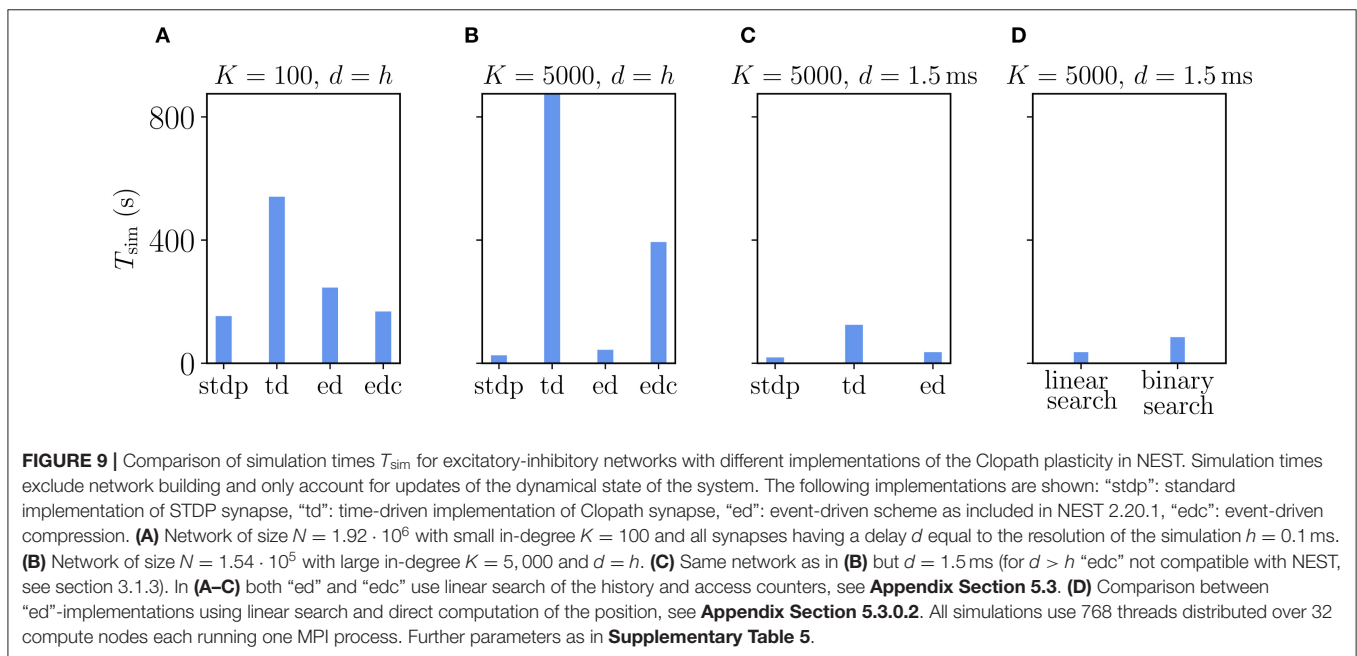 A
B
C
D
K = 100, d = h
K = 5000, d = h
K = 5000, d = 1.5 ms
K = 5000, d = 1.5 ms
T_sim (s)
800
400
0
stdp td ed edc
stdp td ed edc
stdp td ed
linear search
binary search
FIGURE 9 | Comparison of simulation times T_sim for excitatory-inhibitory networks with different implementations of the Clopath plasticity in NEST. Simulation times
exclude network building and only account for updates of the dynamical state of the system. The following implementations are shown: “stdp”: standard
implementation of STDP synapse, “td”: time-driven implementation of Clopath synapse, “ed”: event-driven scheme as included in NEST 2.20.1, “edc”: event-driven
compression. (A) Network of size N = 1.92 · 10⁶ with small in-degree K = 100 and all synapses having a delay d equal to the resolution of the simulation h = 0.1 ms.
(B) Network of size N = 1.54 · 10⁵ with large in-degree K = 5, 000 and d = h. (C) Same network as in (B) but d = 1.5 ms (for d > h “edc” not compatible with NEST,
see section 3.1.3). In (A–C) both “ed” and “edc” use linear search of the history and access counters, see Appendix Section 5.3. (D) Comparison between
“ed”-implementations using linear search and direct computation of the position, see Appendix Section 5.3.0.2. All simulations use 768 threads distributed over 32
compute nodes each running one MPI process. Further parameters as in Supplementary Table 5.